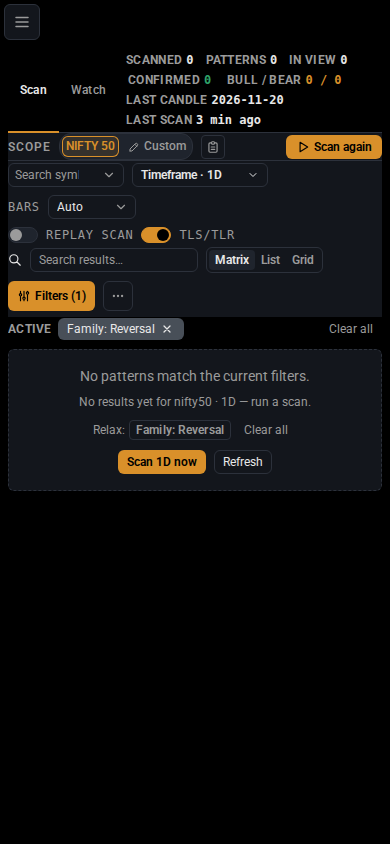 SCANNED 0 PATTERNS 0 IN VIEW 0
Scan Watch
CONFIRMED 0 BULL / BEAR 0 / 0
LAST CANDLE 2026-11-20
LAST SCAN 3 min ago
SCOPE NIFTY 50 Custom Scan again
Search sym Timeframe · 1D
BARS Auto
REPLAY SCAN TLS/TLR
Search results… Matrix List Grid
Filters (1) ···
ACTIVE Family: Reversal × Clear all
No patterns match the current filters.
No results yet for nifty50 · 1D — run a scan.
Relax: Family: Reversal Clear all
Scan 1D now Refresh